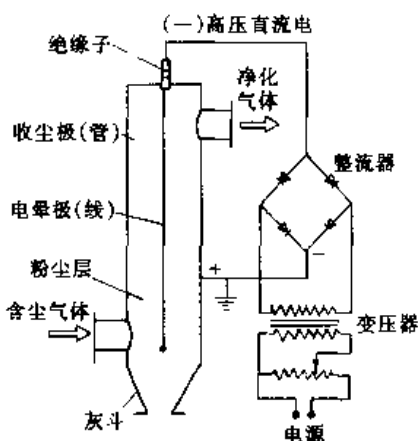 (一)高压直流电
绝缘子
净化
气体
收尘极(管)
整流器
电晕极(线)
粉尘层
+
−
含尘气体
变压器
灰斗
电源